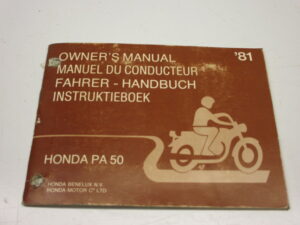 OWNER'S MANUAL '81
MANUEL DU CONDUCTEUR
FAHRER - HANDBUCH
INSTRUKTIEBOEK
HONDA PA 50
HONDA BENELUX N.V.
HONDA MOTOR Cº LTD